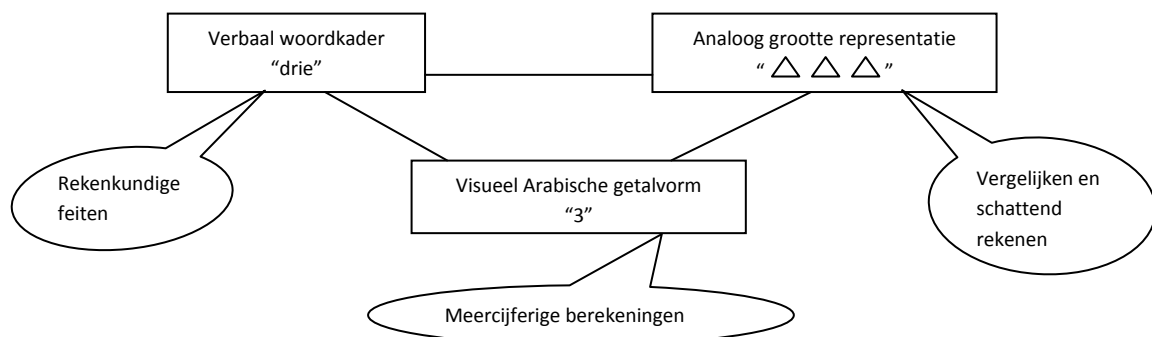 Verbaal woordkader
“drie”
Analoog grootte representatie
“ △ △ △ ”
Rekenkundige
feiten
Visueel Arabische getalvorm
“3”
Vergelijken en
schattend
rekenen
Meercijferige berekeningen